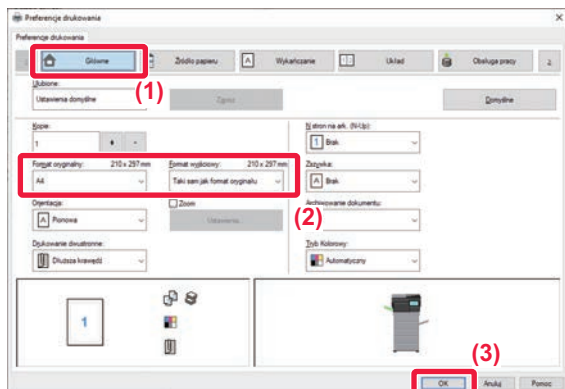 Preferencje drukowania
Preferencje drukowania
Główne
Źródło papieru
Wykańczanie
Układ
Obsługa pracy
(1)
Ulubione:
Ustawienia domyślne
Zapisz
Domyślne
Kopie:
1
N stron na ark. (N-Up):
Brak
Format oryginalny: 210 x 297 mm
Format wyjściowy: 210 x 297 mm
A4
Taki sam jak format oryginału
Zszywka:
Brak
(2)
Orientacja:
Zoom
Archiwizowanie dokumentu:
Pionowa
Ustawienia...
Drukowanie dwustronne:
Tryb Kolorowy:
Dłuższa krawędź
Automatyczny
1
(3)
OK
Anuluj
Pomoc